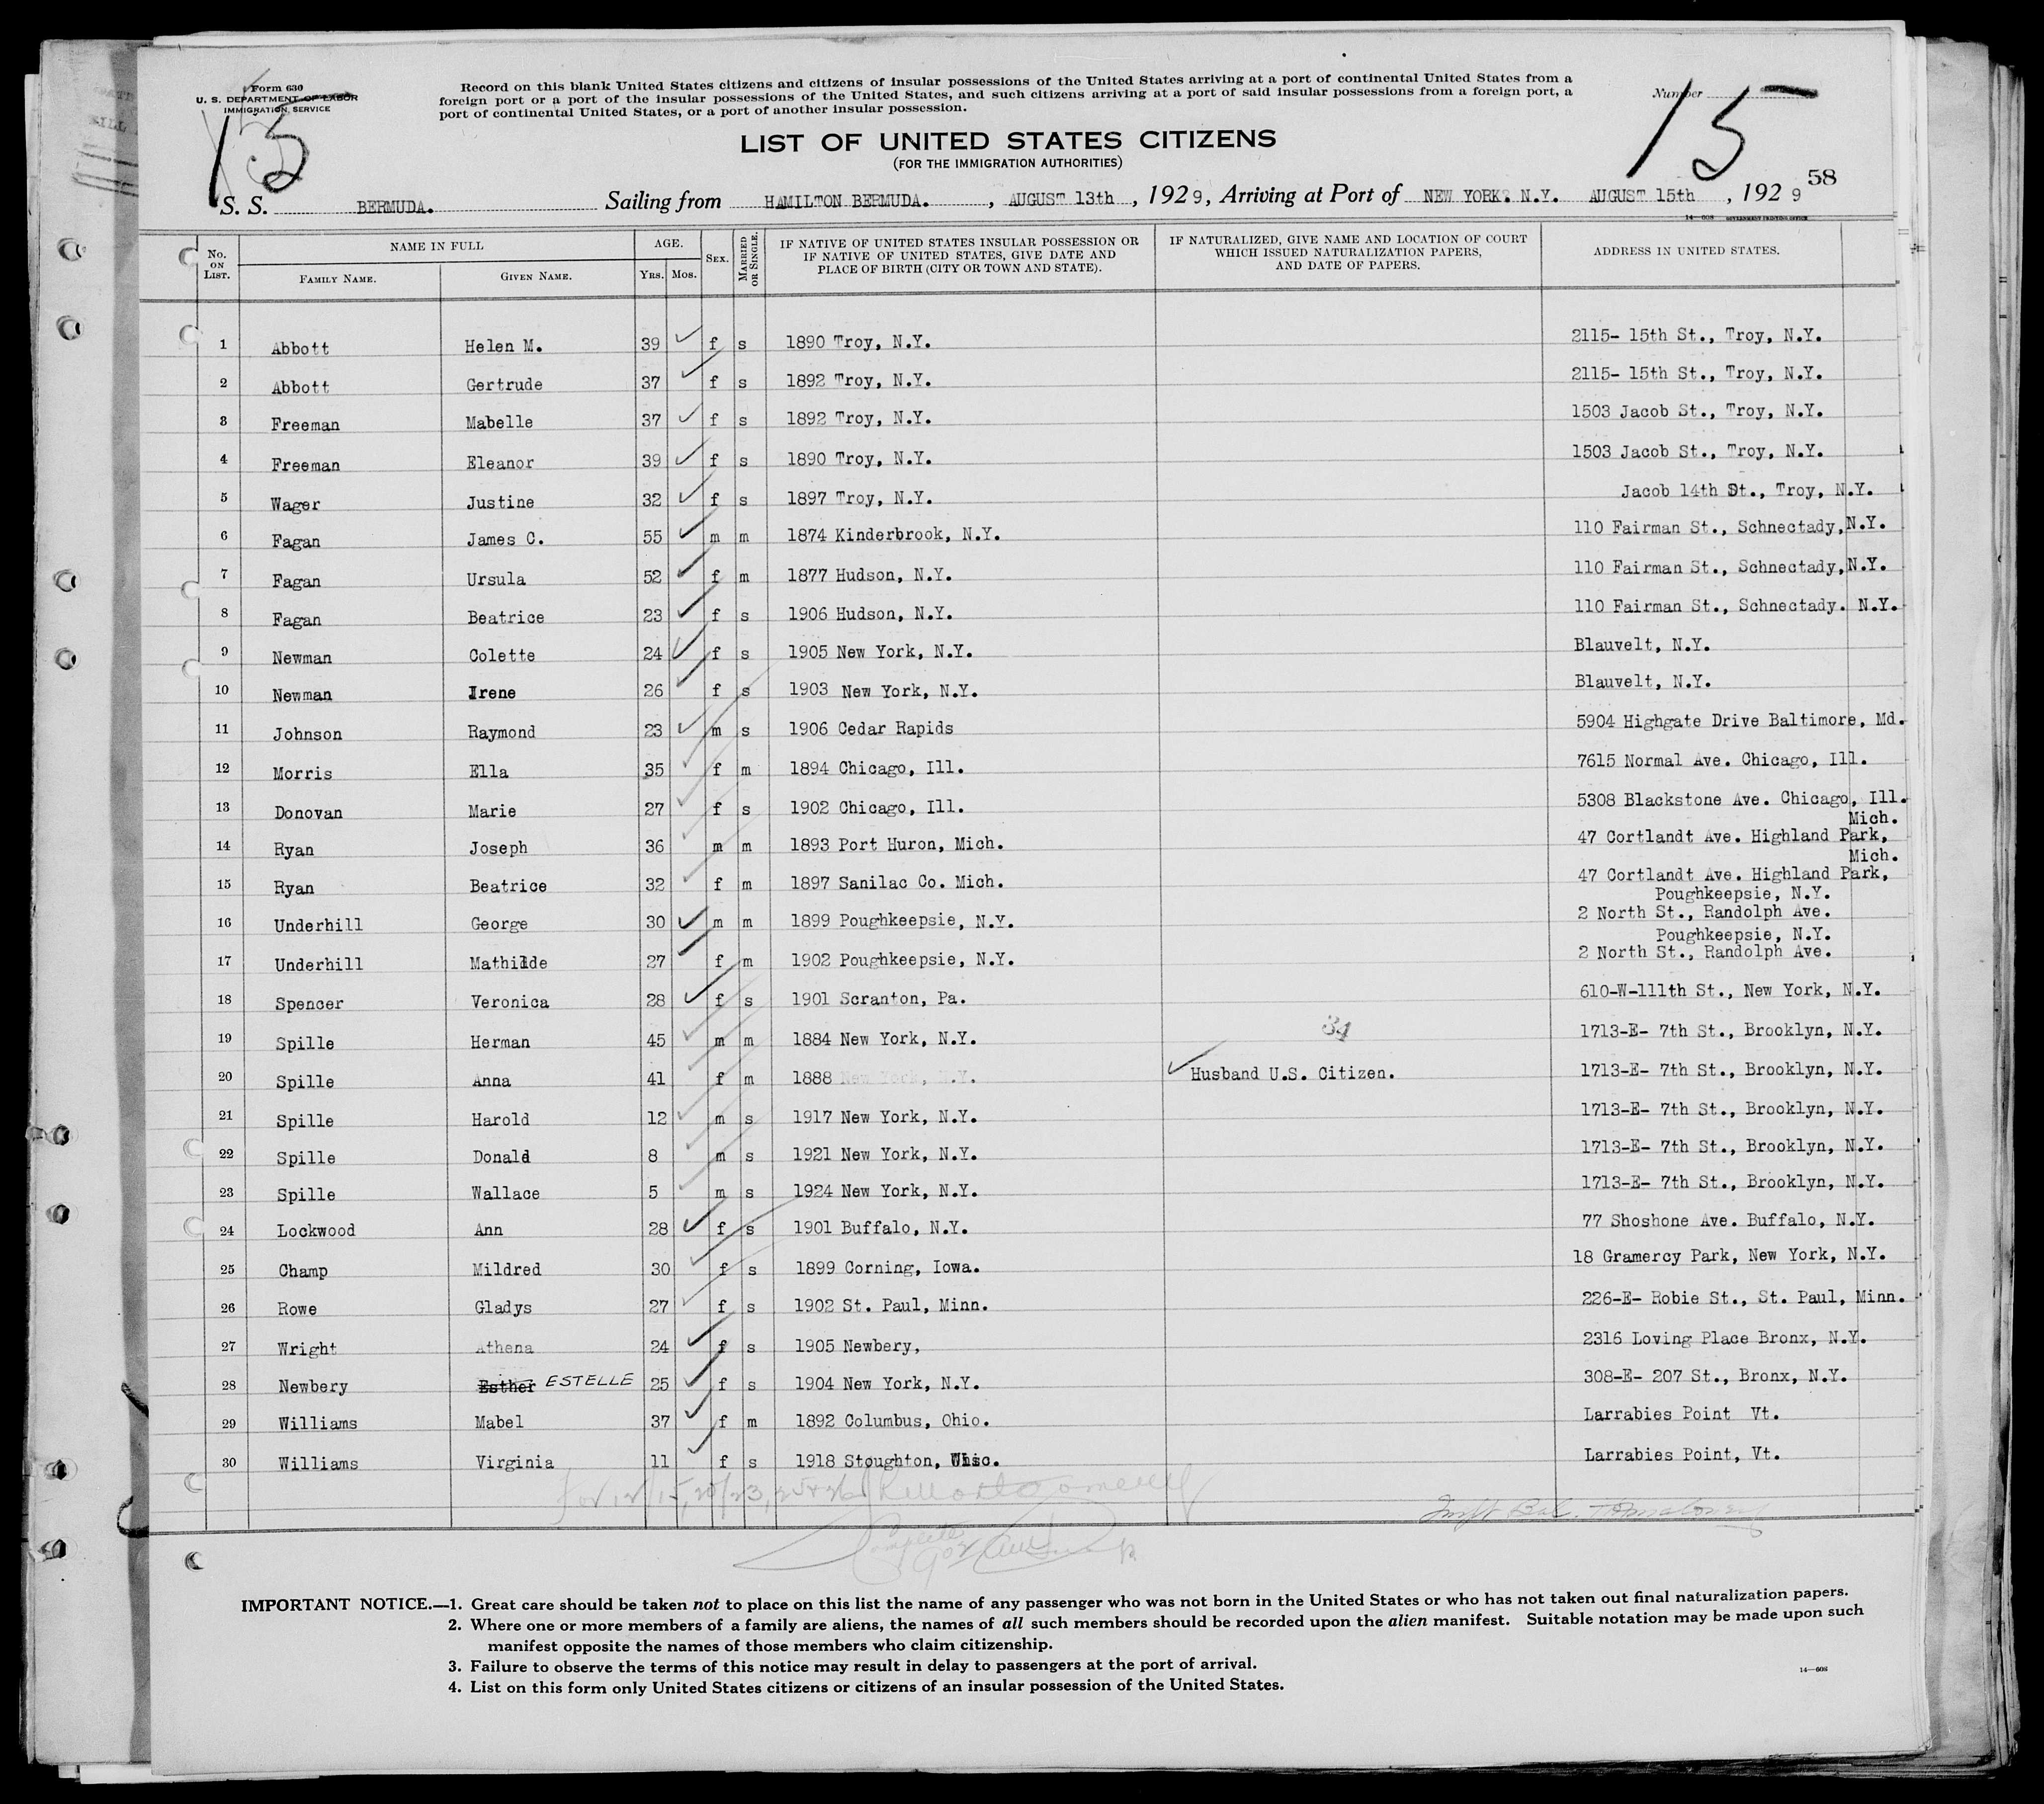 Form 630
U. S. DEPARTMENT OF LABOR
IMMIGRATION SERVICE
15
Record on this blank United States citizens and citizens of insular possessions of the United States arriving at a port of continental United States from a
foreign port or a port of the insular possessions of the United States, and such citizens arriving at a port of said insular possessions from a foreign port, a
port of continental United States, or a port of another insular possession.
Number
15
LIST OF UNITED STATES CITIZENS
(FOR THE IMMIGRATION AUTHORITIES)
58
S. S. BERMUDA. Sailing from HAMILTON BERMUDA. , AUGUST 13th , 1929, Arriving at Port of NEW YORK. N.Y. AUGUST 15th , 1929
14—608 GOVERNMENT PRINTING OFFICE
No. ON LIST. NAME IN FULL FAMILY NAME. GIVEN NAME. AGE. YRS. MOS. SEX. MARRIED OR SINGLE. IF NATIVE OF UNITED STATES INSULAR POSSESSION OR IF NATIVE OF UNITED STATES, GIVE DATE AND PLACE OF BIRTH (CITY OR TOWN AND STATE). IF NATURALIZED, GIVE NAME AND LOCATION OF COURT WHICH ISSUED NATURALIZATION PAPERS, AND DATE OF PAPERS. ADDRESS IN UNITED STATES.
1 Abbott Helen M. 39 f s 1890 Troy, N.Y. 2115- 15th St., Troy, N.Y.
2 Abbott Gertrude 37 f s 1892 Troy, N.Y. 2115- 15th St., Troy, N.Y.
3 Freeman Mabelle 37 f s 1892 Troy, N.Y. 1503 Jacob St., Troy, N.Y.
4 Freeman Eleanor 39 f s 1890 Troy, N.Y. 1503 Jacob St., Troy, N.Y.
5 Wager Justine 32 f s 1897 Troy, N.Y. Jacob 14th St., Troy, N.Y.
6 Fagan James C. 55 m m 1874 Kinderbrook, N.Y. 110 Fairman St., Schnectady, N.Y.
7 Fagan Ursula 52 f m 1877 Hudson, N.Y. 110 Fairman St., Schnectady, N.Y.
8 Fagan Beatrice 23 f s 1906 Hudson, N.Y. 110 Fairman St., Schnectady. N.Y.
9 Newman Colette 24 f s 1905 New York, N.Y. Blauvelt, N.Y.
10 Newman Irene 26 f s 1903 New York, N.Y. Blauvelt, N.Y.
11 Johnson Raymond 23 m s 1906 Cedar Rapids 5904 Highgate Drive Baltimore, Md.
12 Morris Ella 35 f m 1894 Chicago, Ill. 7615 Normal Ave. Chicago, Ill.
13 Donovan Marie 27 f s 1902 Chicago, Ill. 5308 Blackstone Ave. Chicago, Ill.
Mich.
14 Ryan Joseph 36 m m 1893 Port Huron, Mich. 47 Cortlandt Ave. Highland Park,
Mich.
15 Ryan Beatrice 32 f m 1897 Sanilac Co. Mich. 47 Cortlandt Ave. Highland Park,
Poughkeepsie, N.Y.
16 Underhill George 30 m m 1899 Poughkeepsie, N.Y. 2 North St., Randolph Ave.
Poughkeepsie, N.Y.
17 Underhill Mathilde 27 f m 1902 Poughkeepsie, N.Y. 2 North St., Randolph Ave.
18 Spencer Veronica 28 f s 1901 Scranton, Pa. 610-W-111th St., New York, N.Y.
19 Spille Herman 45 m m 1884 New York, N.Y. 1713-E- 7th St., Brooklyn, N.Y.
20 Spille Anna 41 f m 1888 New York, N.Y. Husband U.S. Citizen. 1713-E- 7th St., Brooklyn, N.Y.
21 Spille Harold 12 m s 1917 New York, N.Y. 1713-E- 7th St., Brooklyn, N.Y.
22 Spille Donald 8 m s 1921 New York, N.Y. 1713-E- 7th St., Brooklyn, N.Y.
23 Spille Wallace 5 m s 1924 New York, N.Y. 1713-E- 7th St., Brooklyn, N.Y.
24 Lockwood Ann 28 f s 1901 Buffalo, N.Y. 77 Shoshone Ave. Buffalo, N.Y.
25 Champ Mildred 30 f s 1899 Corning, Iowa. 18 Gramercy Park, New York, N.Y.
26 Rowe Gladys 27 f s 1902 St. Paul, Minn. 226-E- Robie St., St. Paul, Minn.
27 Wright Athena 24 f s 1905 Newbery, 2316 Loving Place Bronx, N.Y.
28 Newbery Esther ESTELLE 25 f s 1904 New York, N.Y. 308-E- 207 St., Bronx, N.Y.
29 Williams Mabel 37 f m 1892 Columbus, Ohio. Larrabies Point Vt.
30 Williams Virginia 11 f s 1918 Stoughton, Wisc. Larrabies Point, Vt.
IMPORTANT NOTICE.—1. Great care should be taken not to place on this list the name of any passenger who was not born in the United States or who has not taken out final naturalization papers.
2. Where one or more members of a family are aliens, the names of all such members should be recorded upon the alien manifest. Suitable notation may be made upon such
manifest opposite the names of those members who claim citizenship.
3. Failure to observe the terms of this notice may result in delay to passengers at the port of arrival.
4. List on this form only United States citizens or citizens of an insular possession of the United States.
14—608